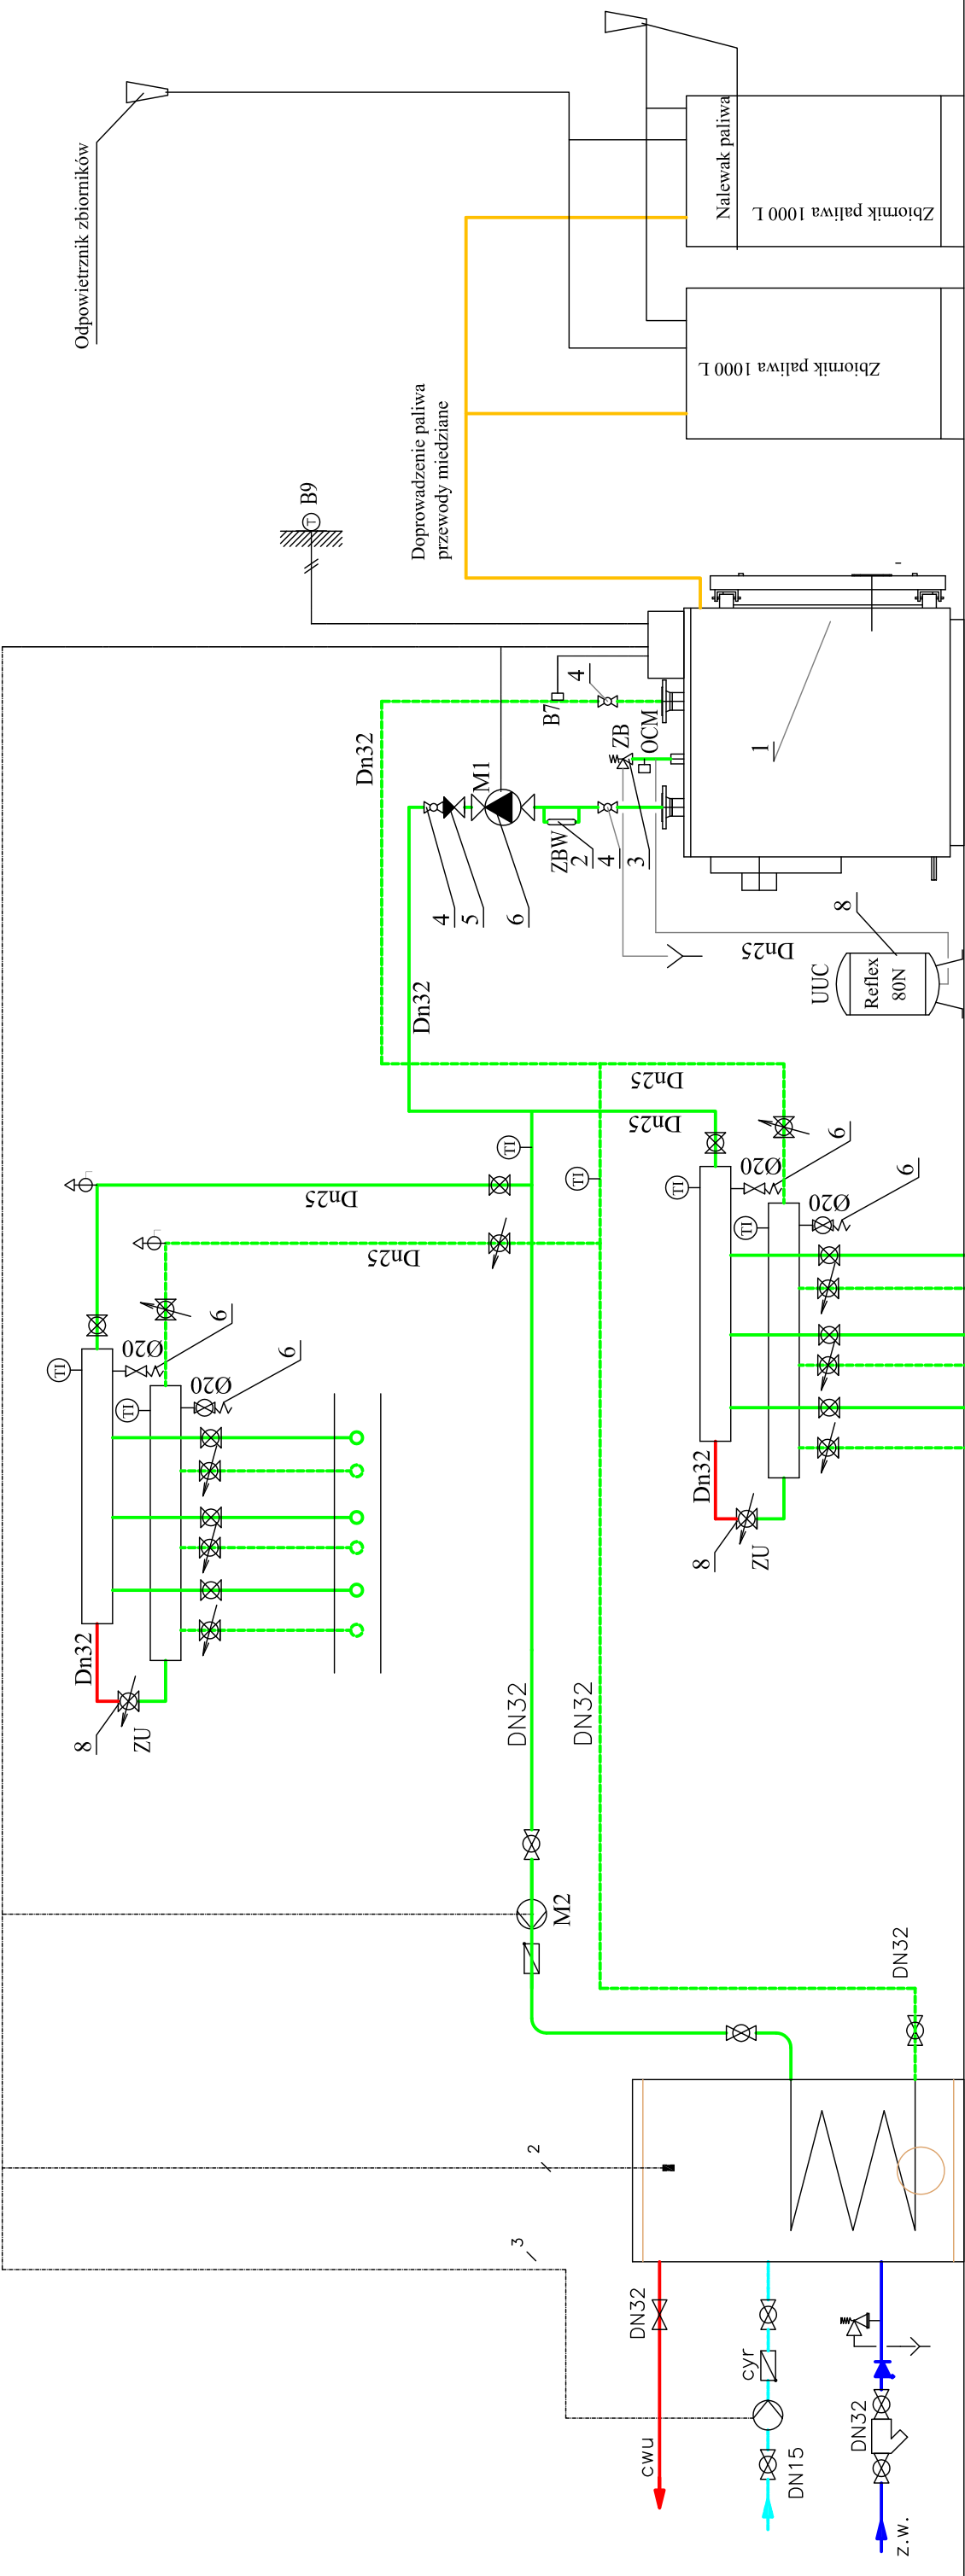 Odpowietrznik zbiorników
Nalewak paliwa
Zbiornik paliwa 1000 L
Zbiornik paliwa 1000 L
Doprowadzenie paliwa
przewody miedziane
B9
T
B7
4
ZB
OCM
1
Dn32
M1
ZBW
2
4
3
4
5
6
Dn32
Dn25
UUC
Reflex
80N
8
Dn25
Dn25
TI
TI
Dn25
Dn25
TI
TI
Ø20
6
Ø20
6
Dn32
8
ZU
TI
TI
Ø20
6
Ø20
6
Dn32
8
ZU
DN32
DN32
M2
DN32
2
3
DN32
cwu
cyr
DN15
DN32
z.w.